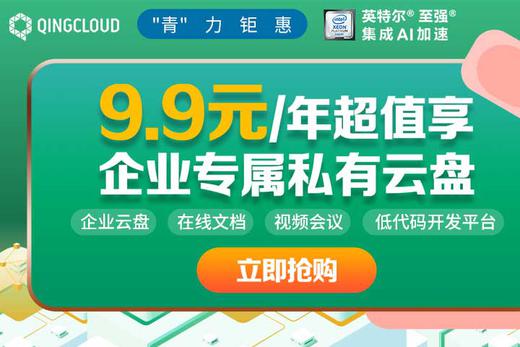 QINGCLOUD
"青"力钜惠
英特尔® 至强®
集成AI加速
9.9元/年超值享
企业专属私有云盘
企业云盘 在线文档 视频会议 低代码开发平台
立即抢购